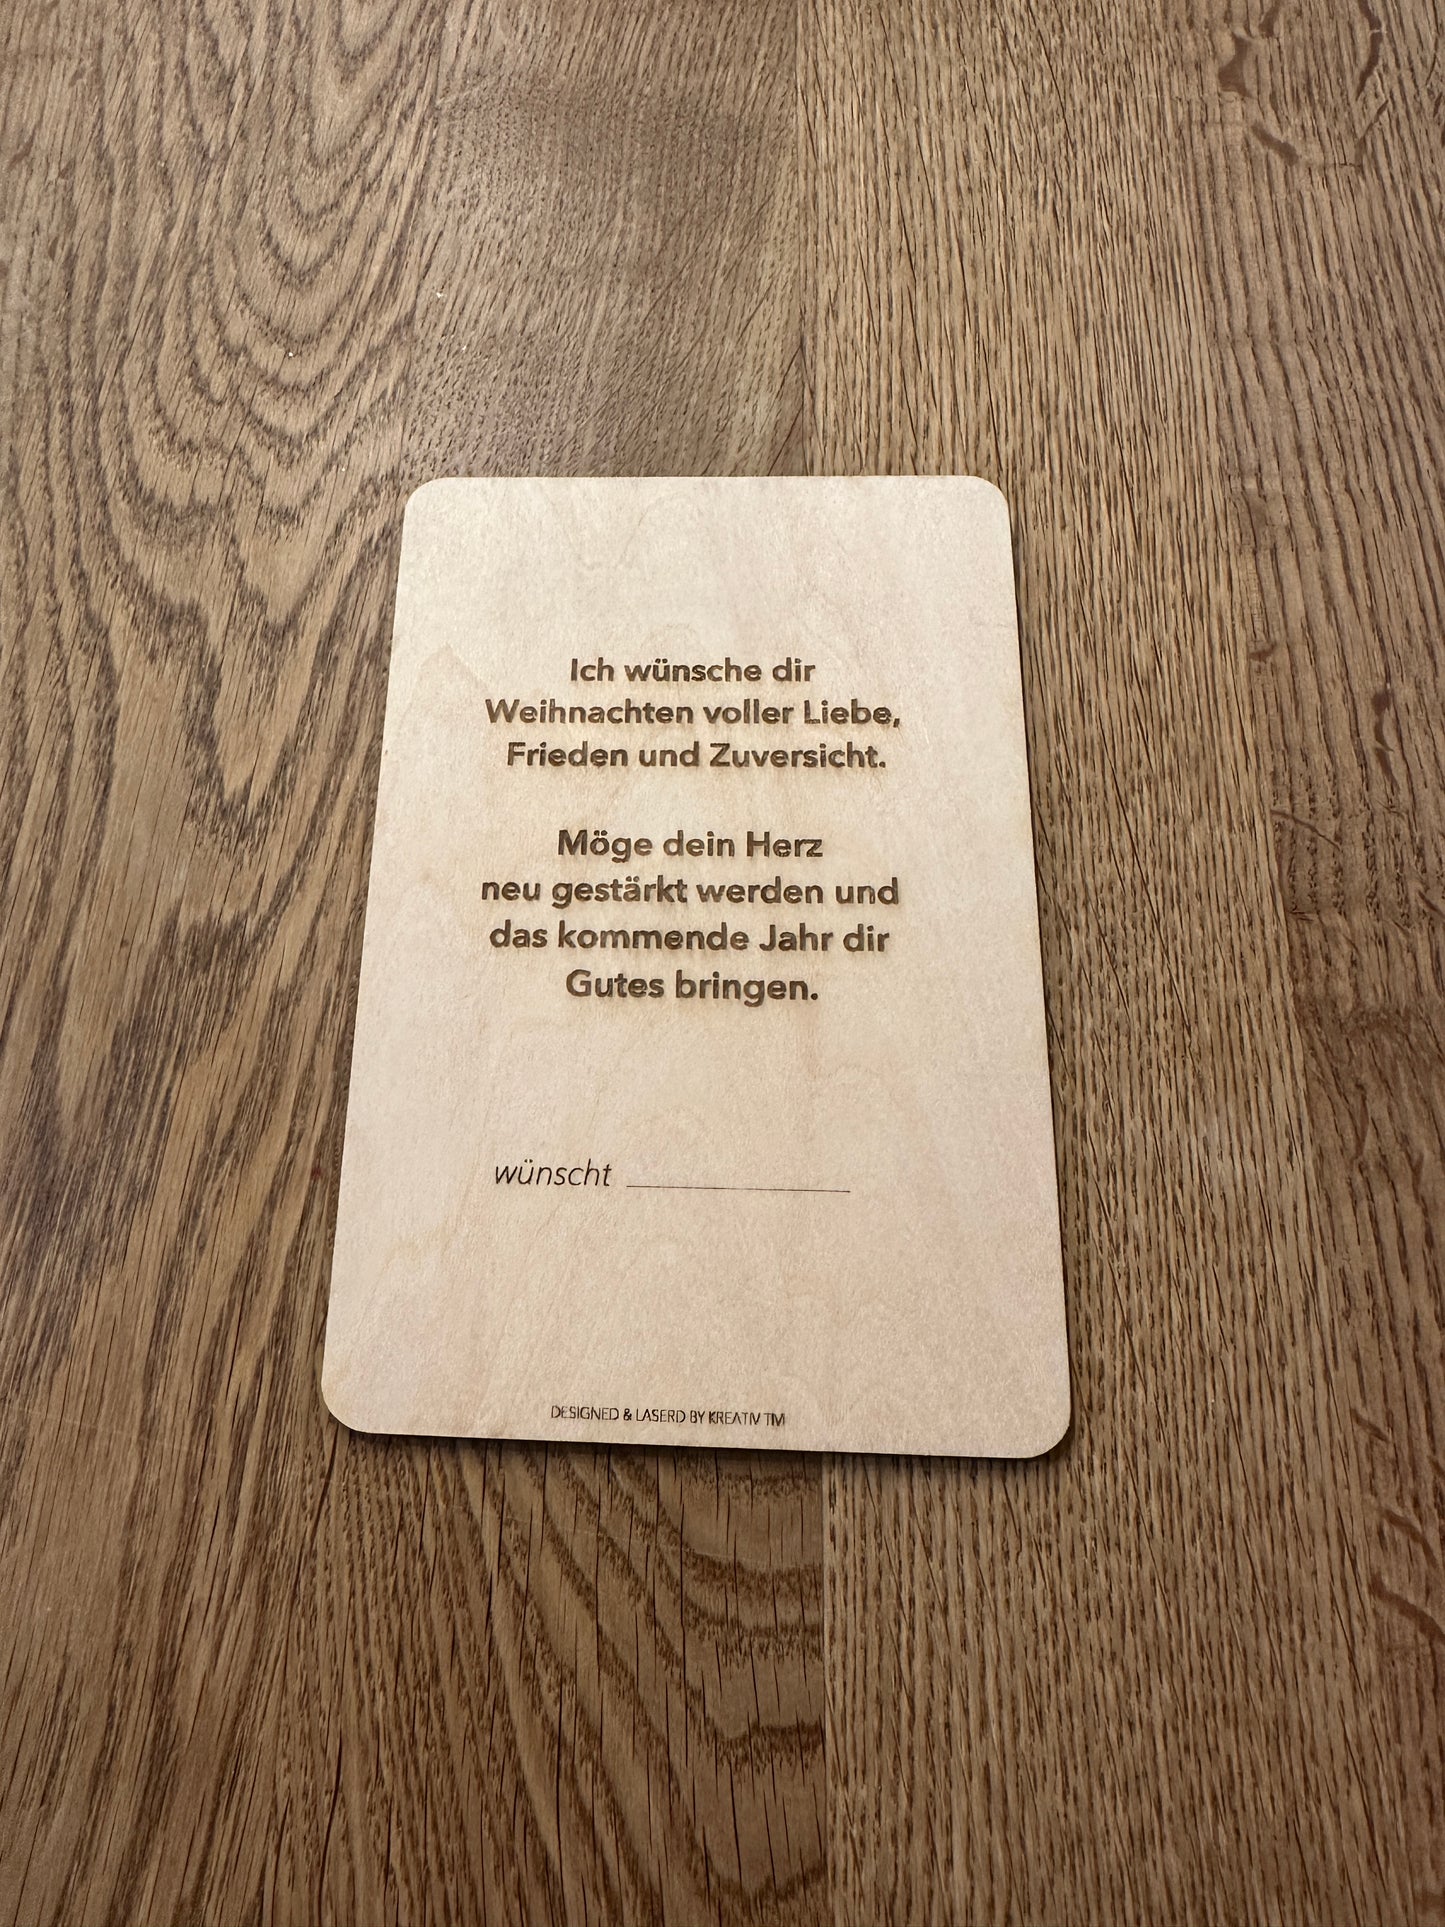 Ich wünsche dir
Weihnachten voller Liebe,
Frieden und Zuversicht.
Möge dein Herz
neu gestärkt werden und
das kommende Jahr dir
Gutes bringen.
wünscht
DESIGNED & LASERD BY KREATIV TIM